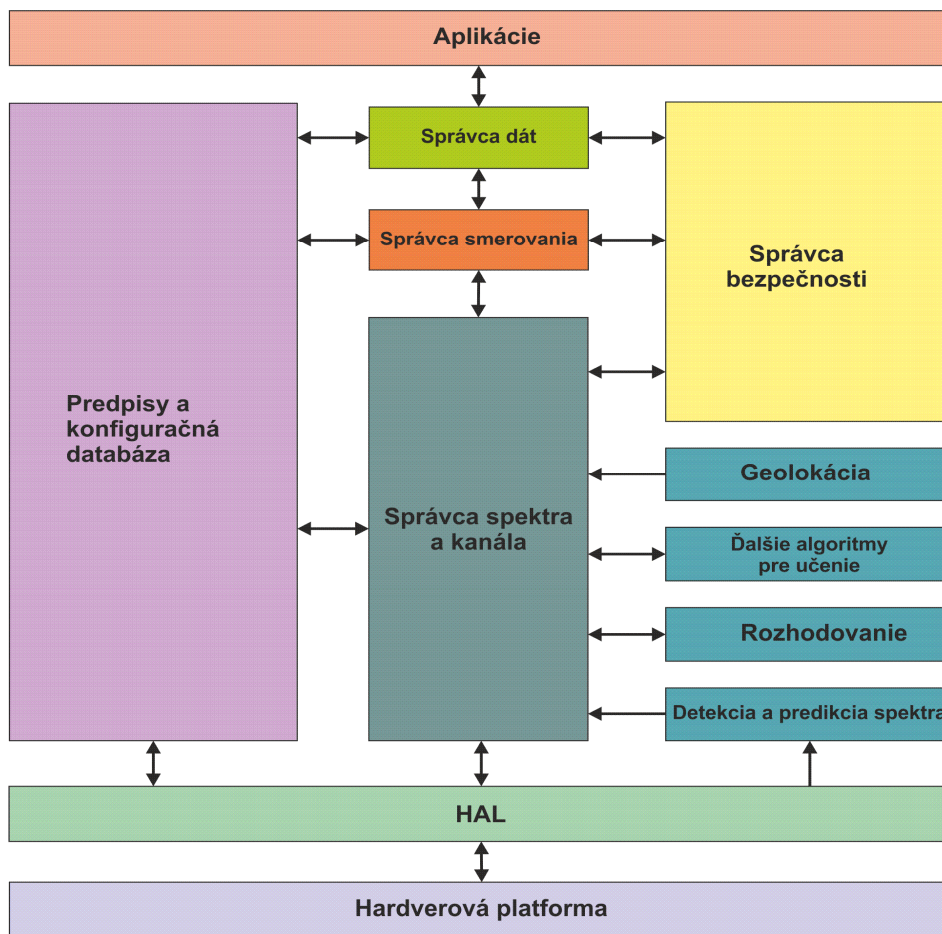 Aplikácie
Správca dát
Správca smerovania
Správca
bezpečnosti
Predpisy a
konfiguračná
databáza
Správca spektra
a kanála
Geolokácia
Ďalšie algoritmy
pre učenie
Rozhodovanie
Detekcia a predikcia spektra
HAL
Hardverová platforma